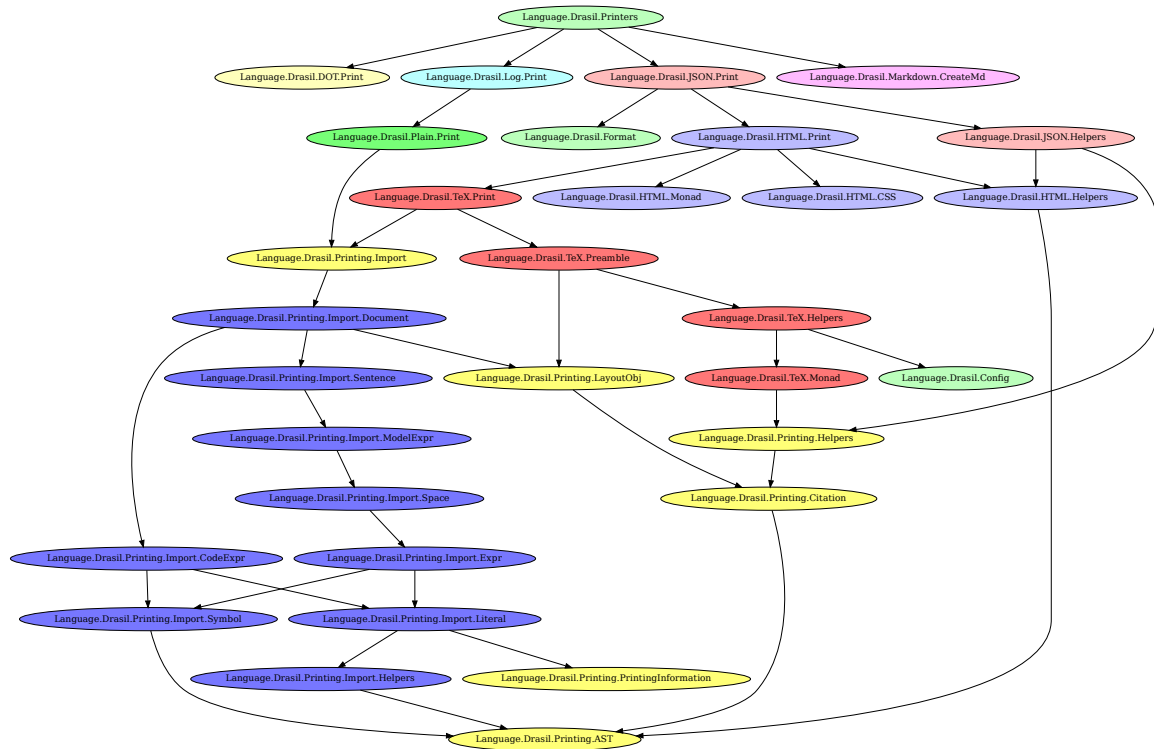 Language.Drasil.Printers
Language.Drasil.DOT.Print
Language.Drasil.Log.Print
Language.Drasil.JSON.Print
Language.Drasil.Markdown.CreateMd
Language.Drasil.Plain.Print
Language.Drasil.Format
Language.Drasil.HTML.Print
Language.Drasil.JSON.Helpers
Language.Drasil.TeX.Print
Language.Drasil.HTML.Monad
Language.Drasil.HTML.CSS
Language.Drasil.HTML.Helpers
Language.Drasil.Printing.Import
Language.Drasil.TeX.Preamble
Language.Drasil.Printing.Import.Document
Language.Drasil.TeX.Helpers
Language.Drasil.Printing.Import.Sentence
Language.Drasil.Printing.LayoutObj
Language.Drasil.TeX.Monad
Language.Drasil.Config
Language.Drasil.Printing.Import.ModelExpr
Language.Drasil.Printing.Helpers
Language.Drasil.Printing.Import.Space
Language.Drasil.Printing.Citation
Language.Drasil.Printing.Import.CodeExpr
Language.Drasil.Printing.Import.Expr
Language.Drasil.Printing.Import.Symbol
Language.Drasil.Printing.Import.Literal
Language.Drasil.Printing.Import.Helpers
Language.Drasil.Printing.PrintingInformation
Language.Drasil.Printing.AST